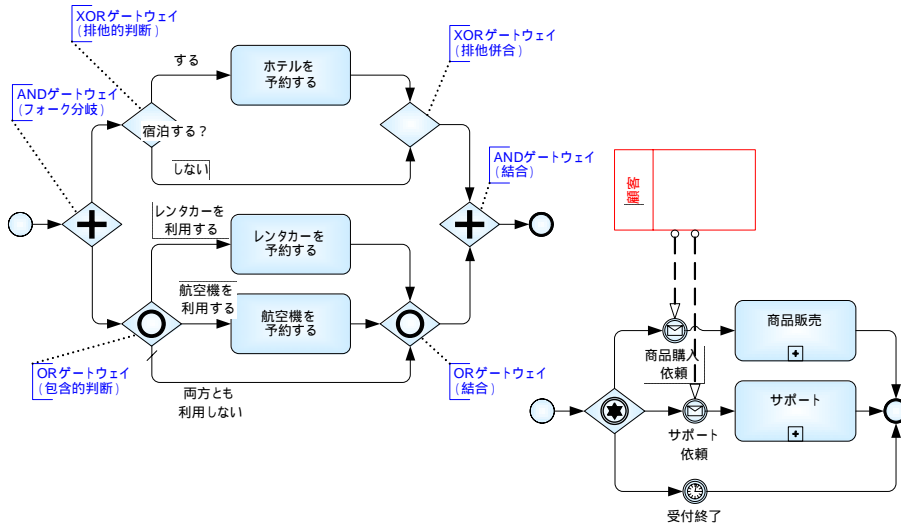 XORゲートウェイ
(排他的判断)
する
ホテルを
予約する
XORゲートウェイ
(排他併合)
ANDゲートウェイ
(フォーク分岐)
宿泊する？
しない
ANDゲートウェイ
(結合)
レンタカーを
利用する
レンタカーを
予約する
航空機を
利用する
航空機を
予約する
ORゲートウェイ
(包含的判断)
両方とも
利用しない
ORゲートウェイ
(結合)
顧客
商品購入
依頼
商品販売
サポート
依頼
サポート
受付終了